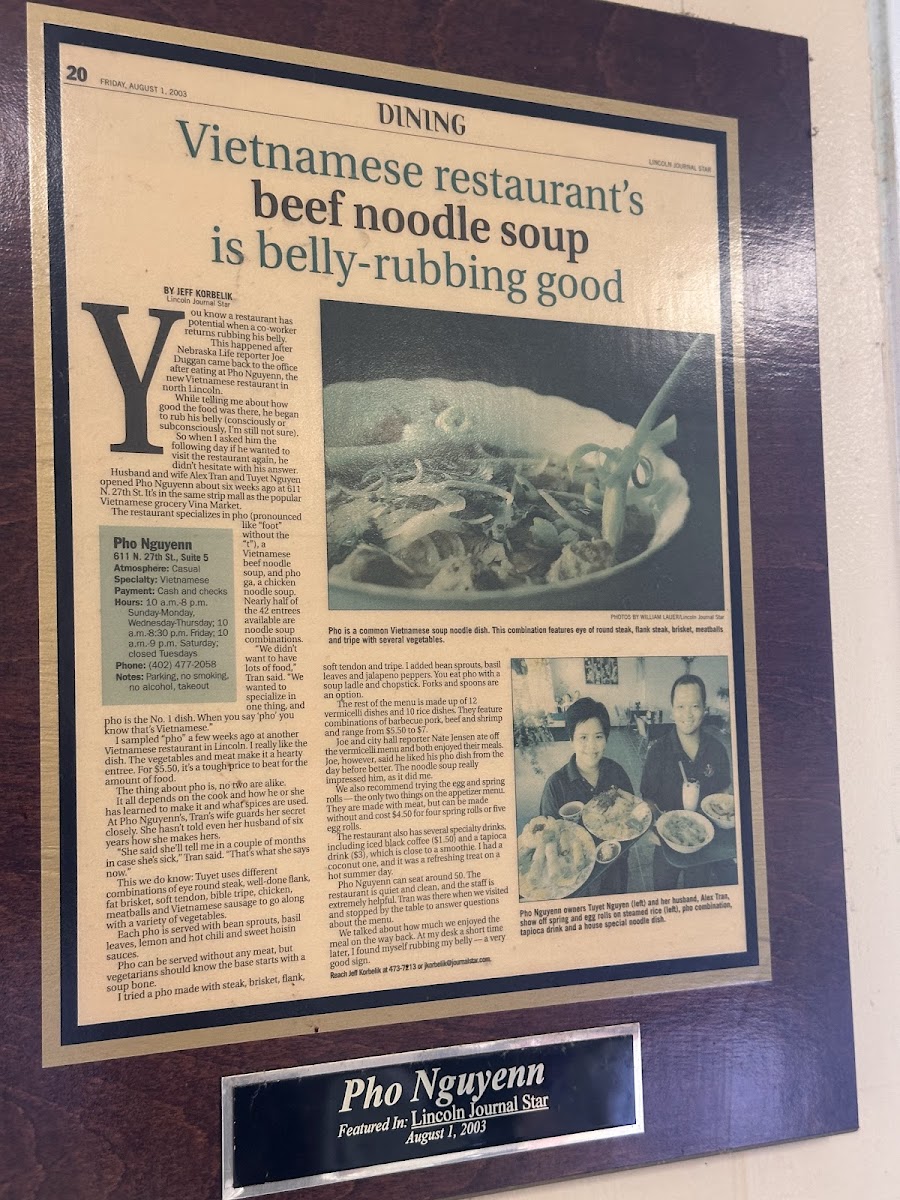 20
FRIDAY, AUGUST 1, 2003
DINING
LINCOLN JOURNAL STAR
Vietnamese restaurant's
beef noodle soup
is belly-rubbing good
BY JEFF KORBELIK
Lincoln Journal Star
You know a restaurant has
potential when a co-worker
returns rubbing his belly.
This happened after
Nebraska Life reporter Joe
Duggan came back to the office
after eating at Pho Nguyenn, the
new Vietnamese restaurant in
north Lincoln.
While telling me about how
good the food was there, he began
to rub his belly (consciously or
subconsciously, I'm still not sure).
So when I asked him the
following day if he wanted to
visit the restaurant again, he
didn't hesitate with his answer.
Husband and wife Alex Tran and Tuyet Nguyen
opened Pho Nguyenn about six weeks ago at 611
N. 27th St. It's in the same strip mall as the popular
Vietnamese grocery Vina Market.
The restaurant specializes in pho (pronounced
like "foot"
without the
"t"), a
Vietnamese
beef noodle
soup, and pho
ga, a chicken
noodle soup.
Nearly half of
the 42 entrees
available are
noodle soup
combinations.
"We didn't
want to have
lots of food,"
Tran said. "We
wanted to
specialize in
one thing, and
pho is the No. 1 dish. When you say 'pho' you
know that's Vietnamese."
I sampled "pho" a few weeks ago at another
Vietnamese restaurant in Lincoln. I really like the
dish. The vegetables and meat make it a hearty
entree. For $5.50, it's a tough price to beat for the
amount of food.
The thing about pho is, no two are alike.
It all depends on the cook and how he or she
has learned to make it and what spices are used.
At Pho Nguyenn's, Tran's wife guards her secret
closely. She hasn't told even her husband of six
years how she makes hers.
"She said she'll tell me in a couple of months
in case she's sick," Tran said. "That's what she says
now."
This we do know: Tuyet uses different
combinations of eye round steak, well-done flank,
fat brisket, soft tendon, bible tripe, chicken,
meatballs and Vietnamese sausage to go along
with a variety of vegetables.
Each pho is served with bean sprouts, basil
leaves, lemon and hot chili and sweet hoisin
sauces.
Pho can be served without any meat, but
vegetarians should know the base starts with a
soup bone.
I tried a pho made with steak, brisket, flank,
Pho Nguyenn
611 N. 27th St., Suite 5
Atmosphere: Casual
Specialty: Vietnamese
Payment: Cash and checks
Hours: 10 a.m.-8 p.m.
Sunday-Monday,
Wednesday-Thursday; 10
a.m.-8:30 p.m. Friday; 10
a.m.-9 p.m. Saturday;
closed Tuesdays
Phone: (402) 477-2058
Notes: Parking, no smoking,
no alcohol, takeout
PHOTOS BY WILLIAM LAUER/Lincoln Journal Star
Pho is a common Vietnamese soup noodle dish. This combination features eye of round steak, flank steak, brisket, meatballs
and tripe with several vegetables.
soft tendon and tripe. I added bean sprouts, basil
leaves and jalapeno peppers. You eat pho with a
soup ladle and chopstick. Forks and spoons are
an option.
The rest of the menu is made up of 12
vermicelli dishes and 10 rice dishes. They feature
combinations of barbecue pork, beef and shrimp
and range from $5.50 to $7.
Joe and city hall reporter Nate Jensen ate off
the vermicelli menu and both enjoyed their meals.
Joe, however, said he liked his pho dish from the
day before better. The noodle soup really
impressed him, as it did me.
We also recommend trying the egg and spring
rolls — the only two things on the appetizer menu.
They are made with meat, but can be made
without and cost $4.50 for four spring rolls or five
egg rolls.
The restaurant also has several specialty drinks,
including iced black coffee ($1.50) and a tapioca
drink ($3), which is close to a smoothie. I had a
coconut one, and it was a refreshing treat on a
hot summer day.
Pho Nguyenn can seat around 50. The
restaurant is quiet and clean, and the staff is
extremely helpful. Tran was there when we visited
and stopped by the table to answer questions
about the menu.
We talked about how much we enjoyed the
meal on the way back. At my desk a short time
later, I found myself rubbing my belly — a very
good sign.
Reach Jeff Korbelik at 473-7213 or jkorbelik@journalstar.com.
Pho Nguyenn owners Tuyet Nguyen (left) and her husband, Alex Tran,
show off spring and egg rolls on steamed rice (left), pho combination,
tapioca drink and a house special noodle dish.
Pho Nguyenn
Featured In: Lincoln Journal Star
August 1, 2003